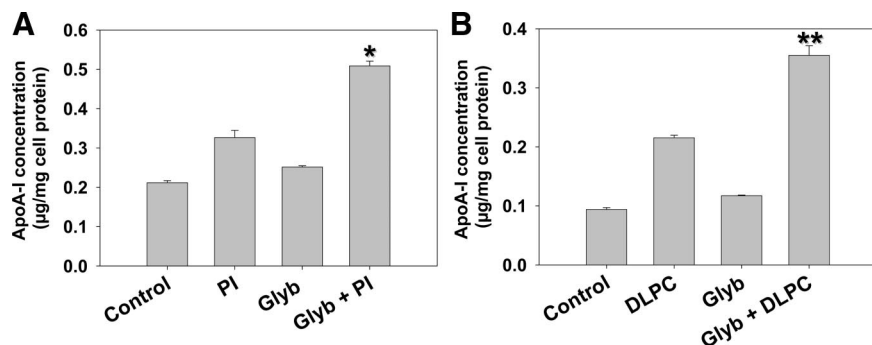 A
ApoA-I concentration
(µg/mg cell protein)
0.6
0.5
0.4
0.3
0.2
0.1
0.0
*
Control
PI
Glyb
Glyb + PI
B
ApoA-I concentration
(µg/mg cell protein)
0.4
0.3
0.2
0.1
0.0
**
Control
DLPC
Glyb
Glyb + DLPC